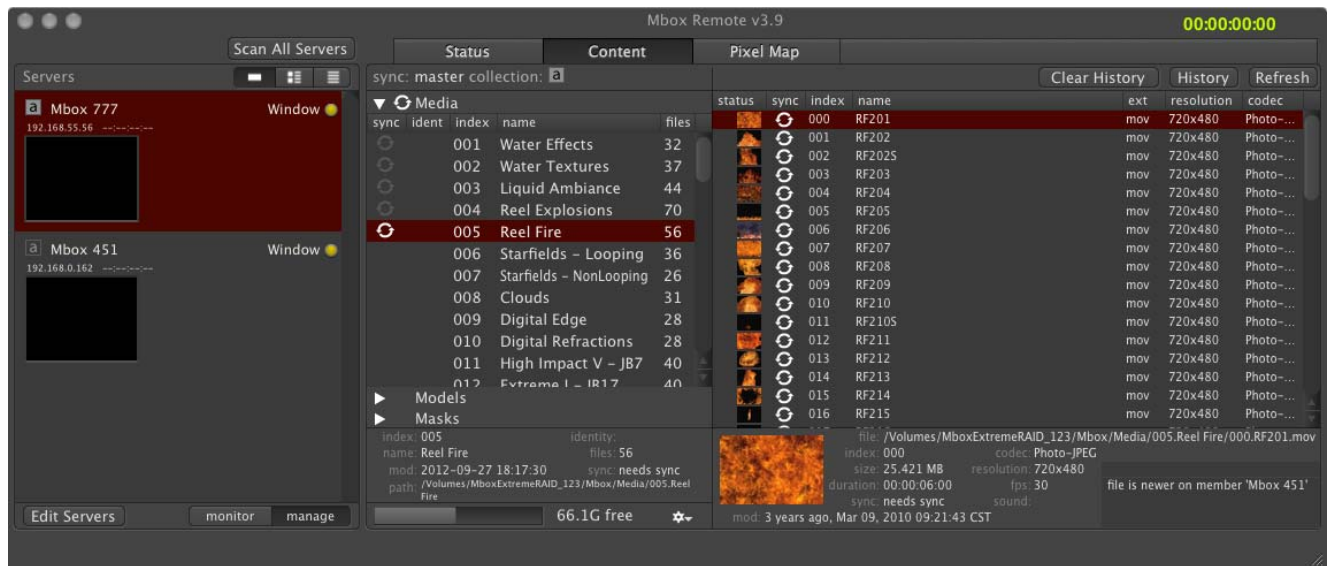 Mbox Remote v3.9
00:00:00:00
Scan All Servers
Status Content Pixel Map
Servers
a Mbox 777 Window
192.168.55.56 --:--:--:--
a Mbox 451 Window
192.168.0.162 --:--:--:--
Edit Servers monitor manage
sync: master collection: a
Media
sync ident index name files
001 Water Effects 32
002 Water Textures 37
003 Liquid Ambiance 44
004 Reel Explosions 70
005 Reel Fire 56
006 Starfields - Looping 36
007 Starfields - NonLooping 26
008 Clouds 31
009 Digital Edge 28
010 Digital Refractions 28
011 High Impact V - JB7 40
012 Extreme I - JB17 40
Models
Masks
index: 005 identity:
name: Reel Fire files: 56
mod: 2012-09-27 18:17:30 sync: needs sync
path: /Volumes/MboxExtremeRAID_123/Mbox/Media/005.Reel
Fire
66.1G free
Clear History History Refresh
status sync index name ext resolution codec
000 RF201 mov 720x480 Photo-...
001 RF202 mov 720x480 Photo-...
002 RF202S mov 720x480 Photo-...
003 RF203 mov 720x480 Photo-...
004 RF204 mov 720x480 Photo-...
005 RF205 mov 720x480 Photo-...
006 RF206 mov 720x480 Photo-...
007 RF207 mov 720x480 Photo-...
008 RF208 mov 720x480 Photo-...
009 RF209 mov 720x480 Photo-...
010 RF210 mov 720x480 Photo-...
011 RF210S mov 720x480 Photo-...
012 RF211 mov 720x480 Photo-...
013 RF212 mov 720x480 Photo-...
014 RF213 mov 720x480 Photo-...
015 RF214 mov 720x480 Photo-...
016 RF215 mov 720x480 Photo-...
file: /Volumes/MboxExtremeRAID_123/Mbox/Media/005.Reel Fire/000.RF201.mov
index: 000 codec: Photo-JPEG
size: 25.421 MB resolution: 720x480
duration: 00:00:06:00 fps: 30
sync: needs sync sound:
mod: 3 years ago, Mar 09, 2010 09:21:43 CST
file is newer on member 'Mbox 451'